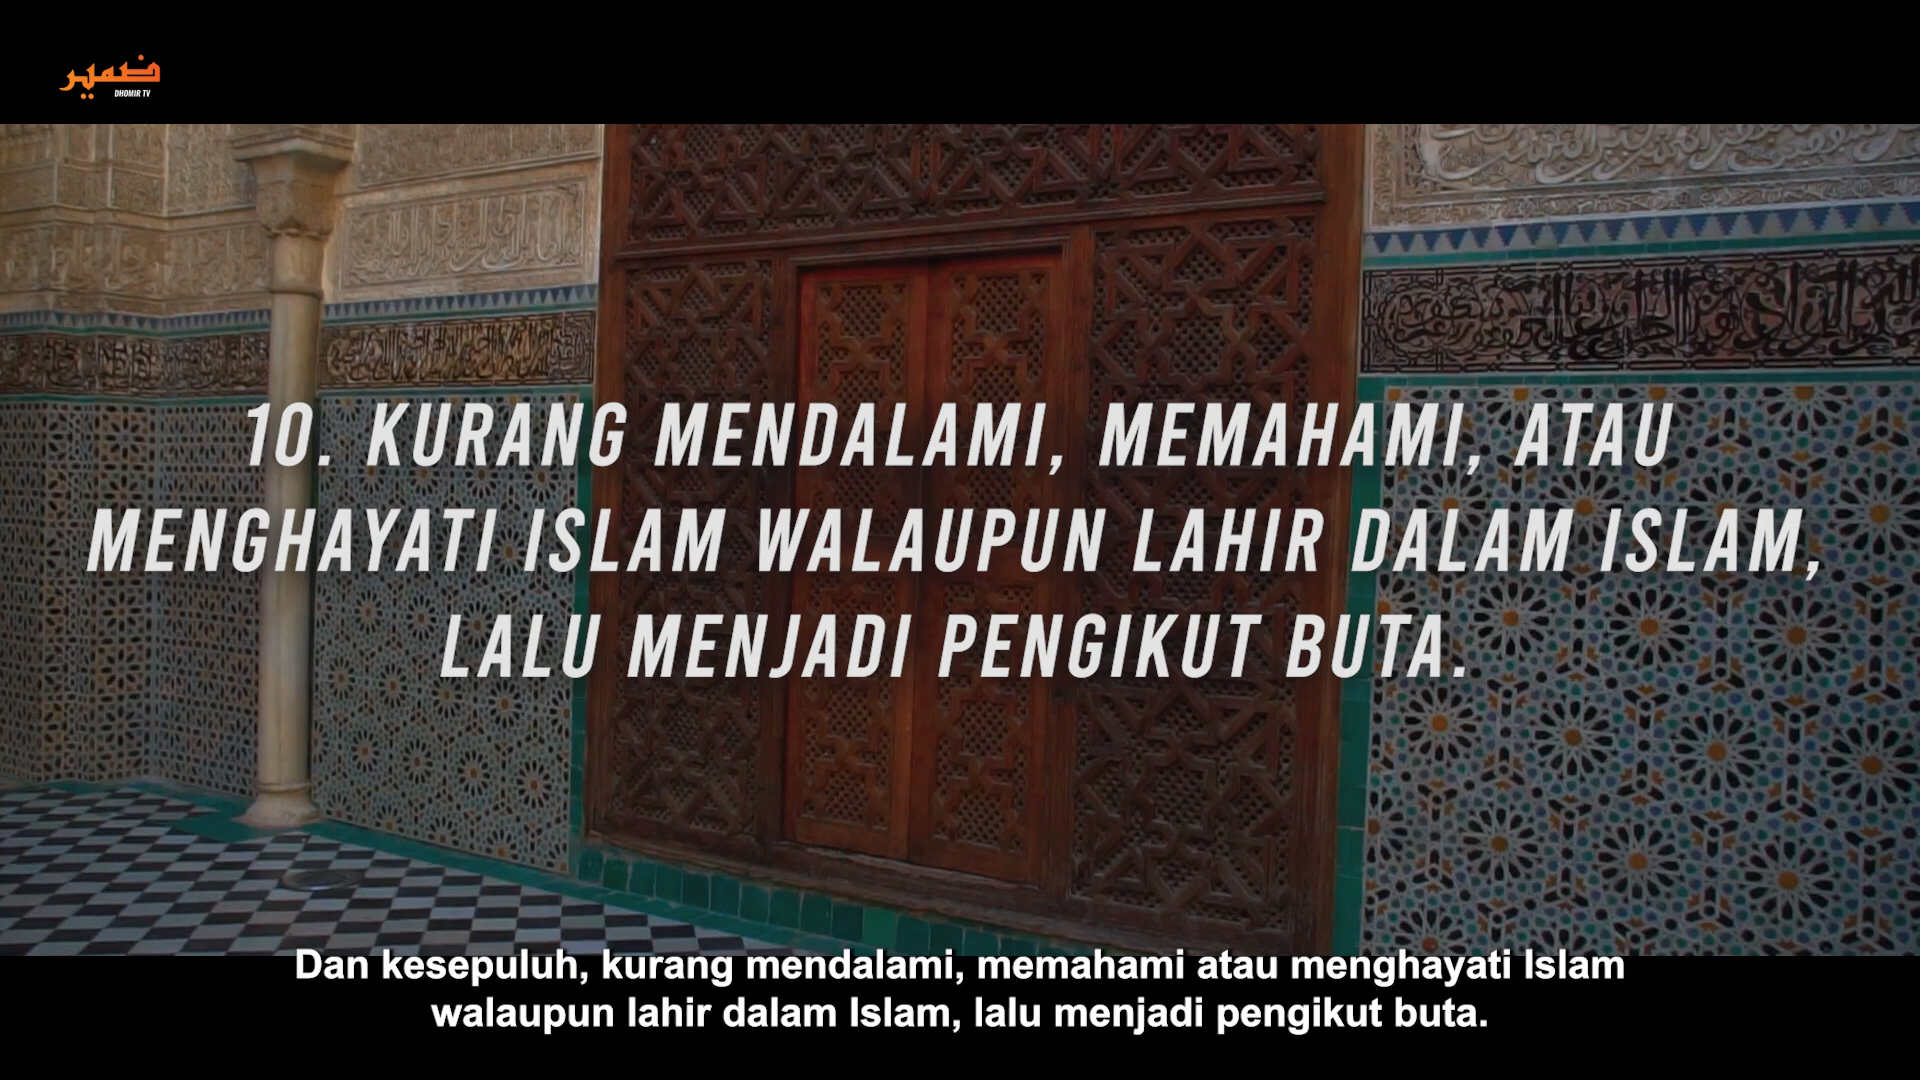 ضمير
DHOMIR TV
10. KURANG MENDALAMI, MEMAHAMI, ATAU
MENGHAYATI ISLAM WALAUPUN LAHIR DALAM ISLAM,
LALU MENJADI PENGIKUT BUTA.
Dan kesepuluh, kurang mendalami, memahami atau menghayati Islam
walaupun lahir dalam Islam, lalu menjadi pengikut buta.